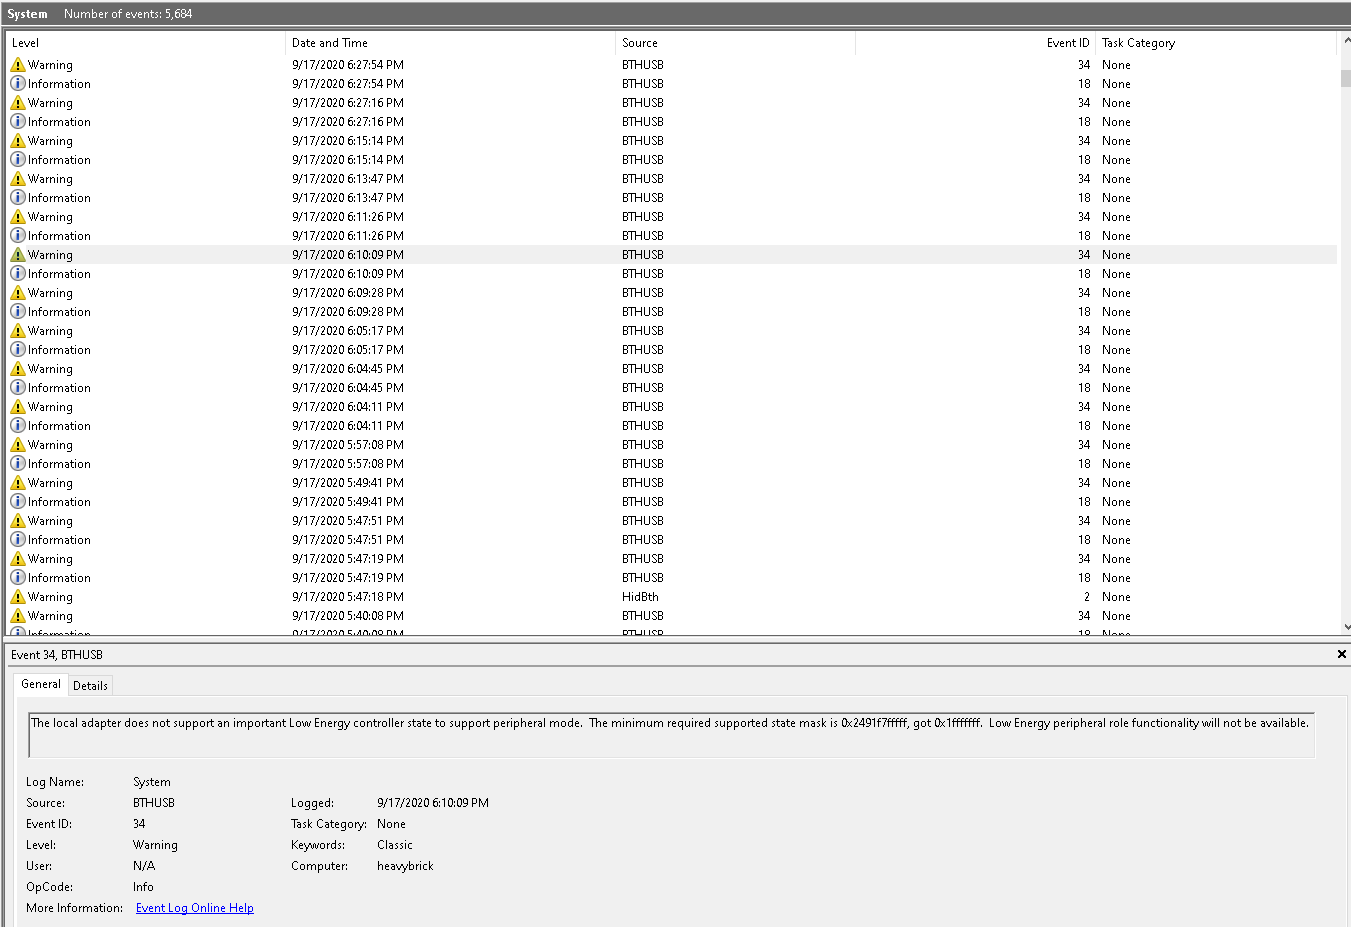 System Number of events: 5,684
Level Date and Time Source Event ID Task Category
Warning 9/17/2020 6:27:54 PM BTHUSB 34 None
Information 9/17/2020 6:27:54 PM BTHUSB 18 None
Warning 9/17/2020 6:27:16 PM BTHUSB 34 None
Information 9/17/2020 6:27:16 PM BTHUSB 18 None
Warning 9/17/2020 6:15:14 PM BTHUSB 34 None
Information 9/17/2020 6:15:14 PM BTHUSB 18 None
Warning 9/17/2020 6:13:47 PM BTHUSB 34 None
Information 9/17/2020 6:13:47 PM BTHUSB 18 None
Warning 9/17/2020 6:11:26 PM BTHUSB 34 None
Information 9/17/2020 6:11:26 PM BTHUSB 18 None
Warning 9/17/2020 6:10:09 PM BTHUSB 34 None
Information 9/17/2020 6:10:09 PM BTHUSB 18 None
Warning 9/17/2020 6:09:28 PM BTHUSB 34 None
Information 9/17/2020 6:09:28 PM BTHUSB 18 None
Warning 9/17/2020 6:05:17 PM BTHUSB 34 None
Information 9/17/2020 6:05:17 PM BTHUSB 18 None
Warning 9/17/2020 6:04:45 PM BTHUSB 34 None
Information 9/17/2020 6:04:45 PM BTHUSB 18 None
Warning 9/17/2020 6:04:11 PM BTHUSB 34 None
Information 9/17/2020 6:04:11 PM BTHUSB 18 None
Warning 9/17/2020 5:57:08 PM BTHUSB 34 None
Information 9/17/2020 5:57:08 PM BTHUSB 18 None
Warning 9/17/2020 5:49:41 PM BTHUSB 34 None
Information 9/17/2020 5:49:41 PM BTHUSB 18 None
Warning 9/17/2020 5:47:51 PM BTHUSB 34 None
Information 9/17/2020 5:47:51 PM BTHUSB 18 None
Warning 9/17/2020 5:47:19 PM BTHUSB 34 None
Information 9/17/2020 5:47:19 PM BTHUSB 18 None
Warning 9/17/2020 5:47:18 PM HidBth 2 None
Warning 9/17/2020 5:40:08 PM BTHUSB 34 None
Information 9/17/2020 5:40:08 PM BTHUSB 18 None
Event 34, BTHUSB
General Details
The local adapter does not support an important Low Energy controller state to support peripheral mode.  The minimum required supported state mask is 0x2491f7fffff, got 0x1fffffff.  Low Energy peripheral role functionality will not be available.
Log Name: System
Source: BTHUSB Logged: 9/17/2020 6:10:09 PM
Event ID: 34 Task Category: None
Level: Warning Keywords: Classic
User: N/A Computer: heavybrick
OpCode: Info
More Information: Event Log Online Help